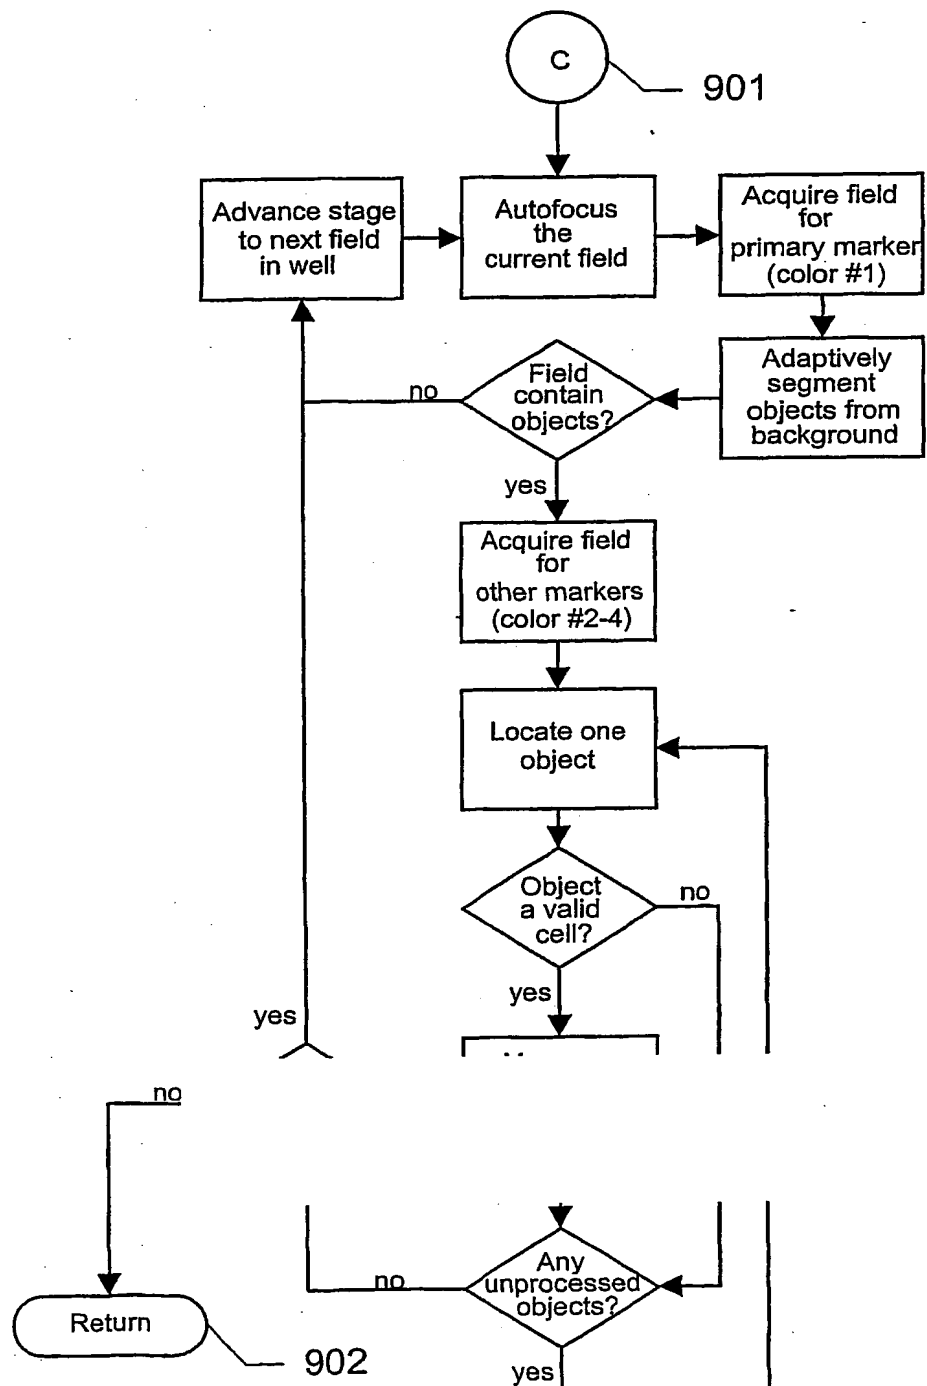 C
901
Advance stage
to next field
in well
Autofocus
the
current field
Acquire field
for
primary marker
(color #1)
Adaptively
segment
objects from
background
Field
contain
objects?
no
yes
Acquire field
for
other markers
(color #2-4)
Locate one
object
Object
a valid
cell?
no
yes
yes
no
Any
unprocessed
objects?
no
yes
Return
902